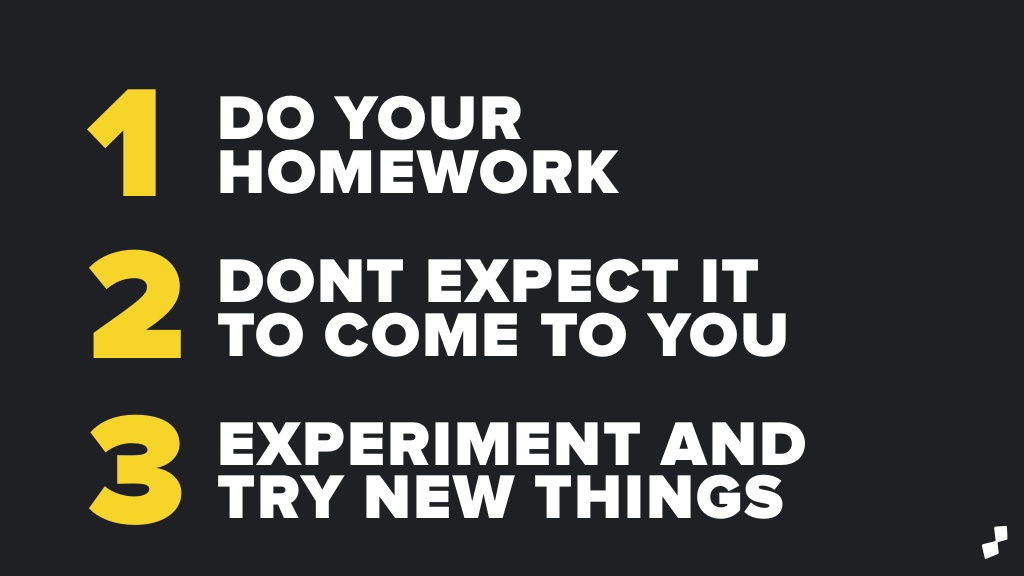 1 DO YOUR
HOMEWORK
2 DONT EXPECT IT
TO COME TO YOU
3 EXPERIMENT AND
TRY NEW THINGS